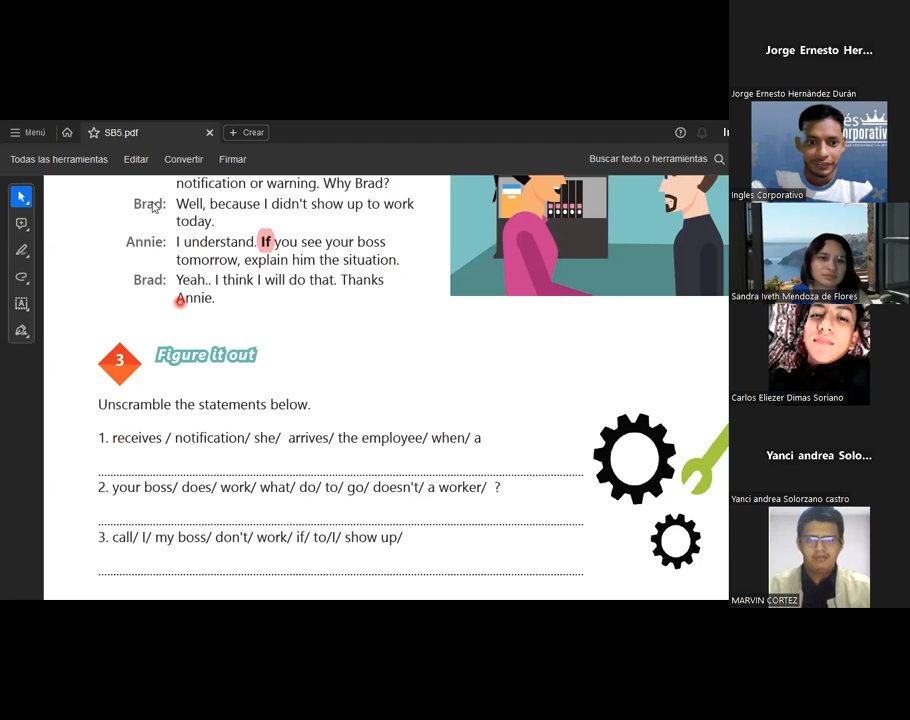 Jorge Ernesto Her...
Jorge Ernesto Hernández Durán
Menú
SB5.pdf
+ Crear
Todas las herramientas
Editar
Convertir
Firmar
Buscar texto o herramientas
notification or warning. Why Brad?
Brad: Well, because I didn't show up to work
today.
Annie: I understand. If you see your boss
tomorrow, explain him the situation.
Brad: Yeah.. I think I will do that. Thanks
Annie.
3 Figure it out
Unscramble the statements below.
1. receives / notification/ she/ arrives/ the employee/ when/ a
2. your boss/ does/ work/ what/ do/ to/ go/ doesn't/ a worker/ ?
3. call/ I/ my boss/ don't/ work/ if/ to/I/ show up/
Ingles Corporativo
Sandra Iveth Mendoza de Flores
Carlos Eliezer Dimas Soriano
Yanci andrea Solo...
Yanci andrea Solorzano castro
MARVIN CORTEZ